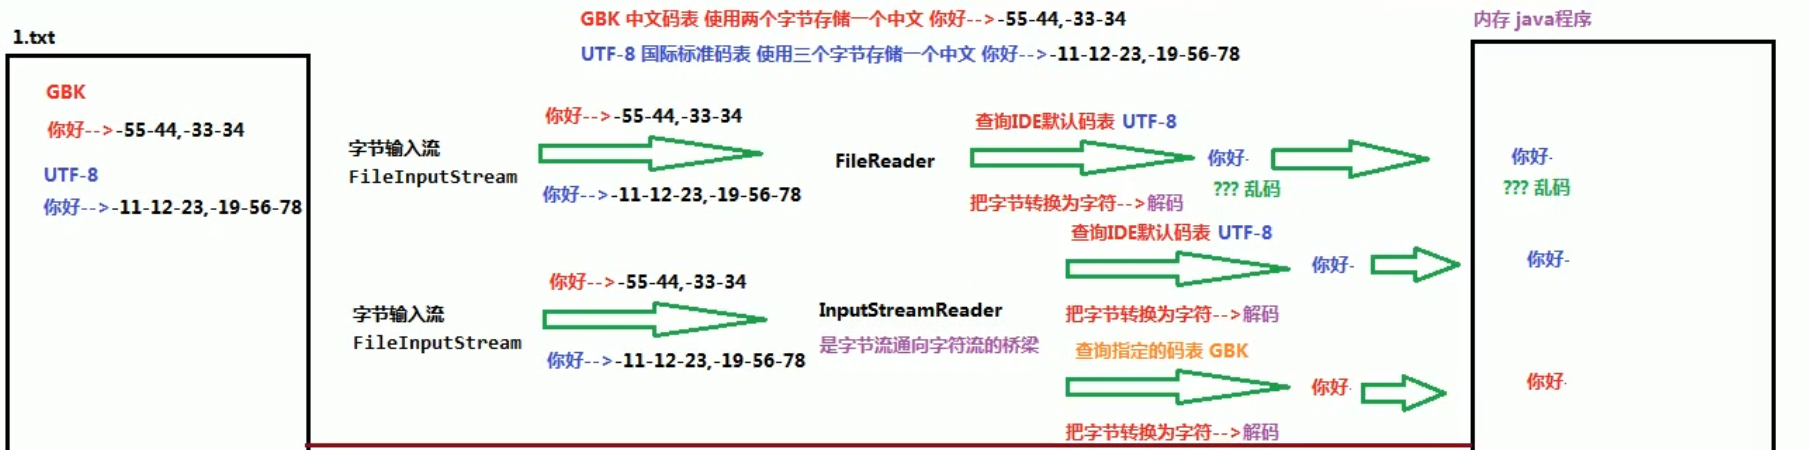 GBK 中文码表 使用两个字节存储一个中文 你好-->-55-44,-33-34
UTF-8 国际标准码表 使用三个字节存储一个中文 你好-->-11-12-23,-19-56-78
1.txt
GBK
你好-->-55-44,-33-34
UTF-8
你好-->-11-12-23,-19-56-78
字节输入流
FileInputStream
你好-->-55-44,-33-34
你好-->-11-12-23,-19-56-78
FileReader
查询IDE默认码表 UTF-8
把字节转换为字符-->解码
你好
??? 乱码
字节输入流
FileInputStream
你好-->-55-44,-33-34
你好-->-11-12-23,-19-56-78
InputStreamReader
是字节流通向字符流的桥梁
查询IDE默认码表 UTF-8
把字节转换为字符-->解码
你好-
查询指定的码表 GBK
把字节转换为字符-->解码
你好
内存 java程序
你好
??? 乱码
你好-
你好